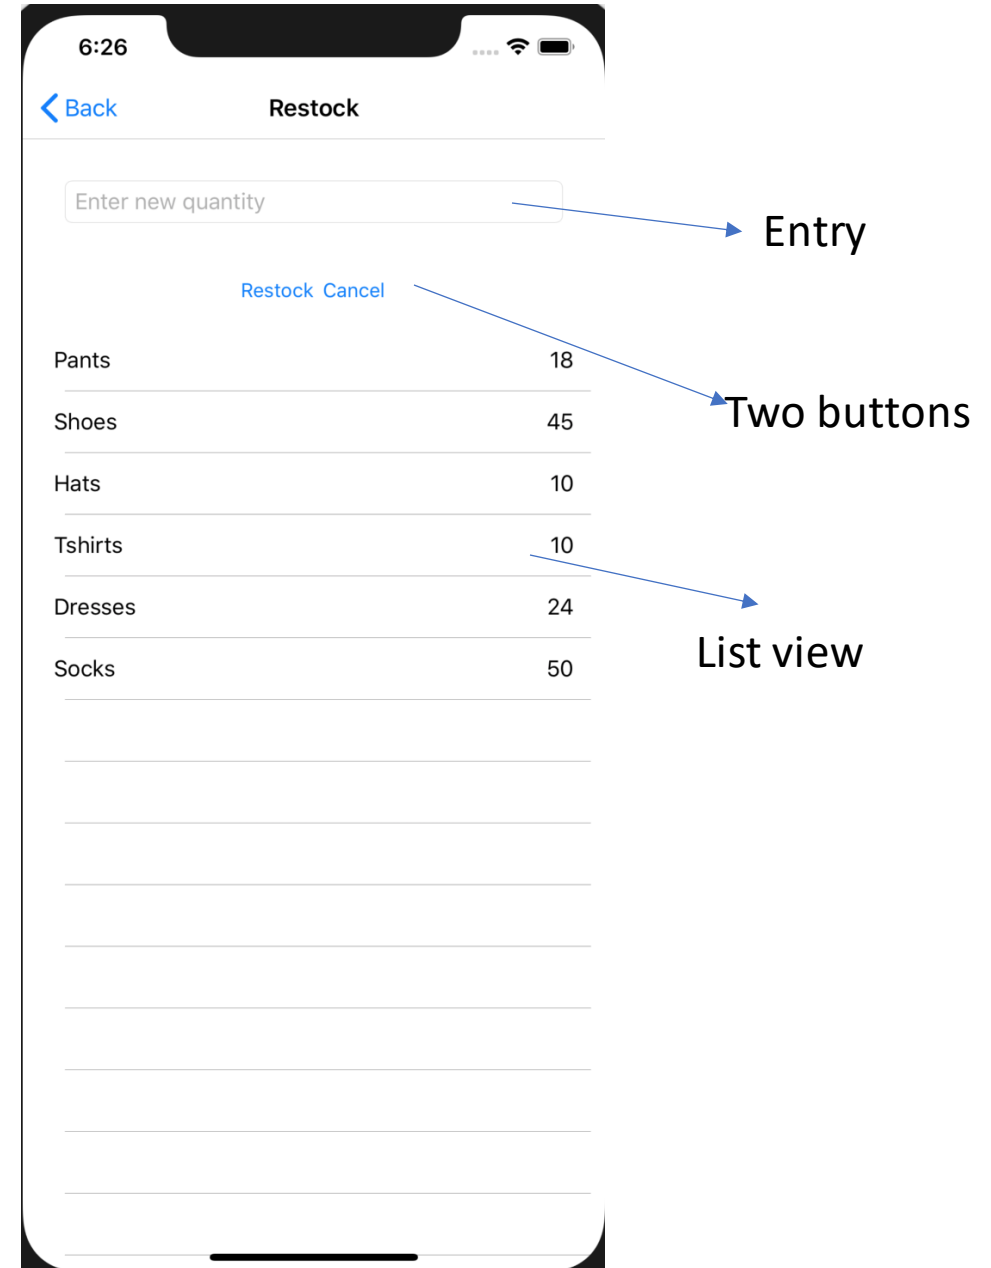 6:26
Back Restock
Enter new quantity
Entry
Restock Cancel
Pants 18
Two buttons
Shoes 45
Hats 10
Tshirts 10
Dresses 24
List view
Socks 50